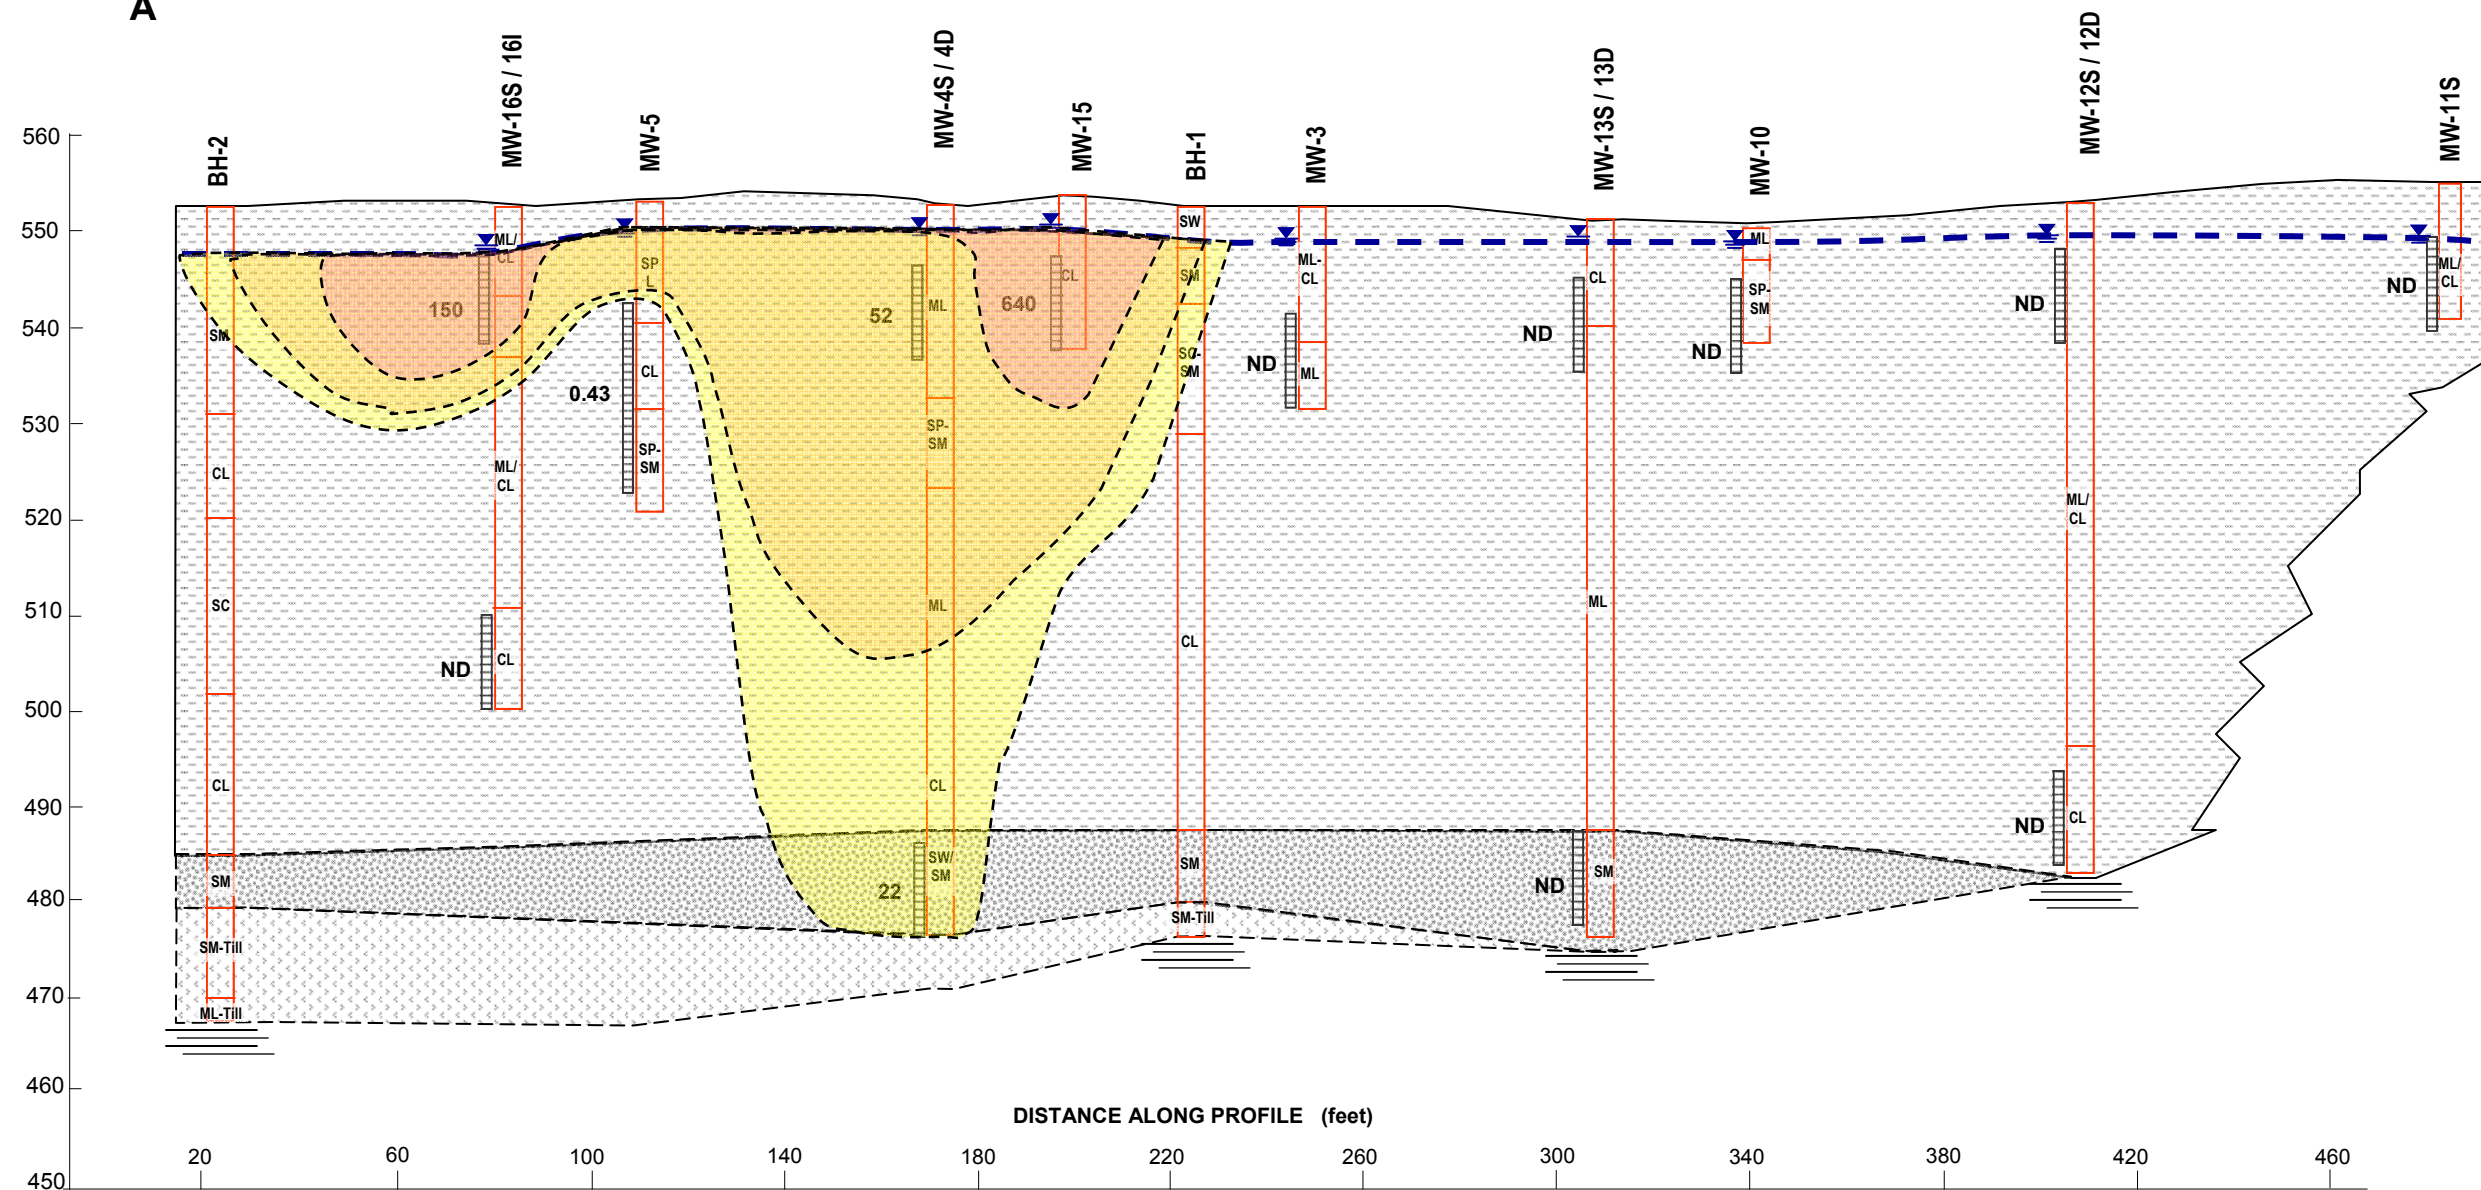 A
BH-2
MW-16S / 16I
MW-5
MW-4S / 4D
MW-15
BH-1
MW-3
MW-13S / 13D
MW-10
MW-12S / 12D
MW-11S
560
550
540
530
520
510
500
490
480
470
460
450
SM
CL
SC
CL
SM
SM-Till
ML-Till
150
ML/
CL
ML/
CL
CL
ND
0.43
SP
L
CL
SP-
SM
52
ML
SP-
SM
ML
CL
SW/
SM
22
640
CL
SW
SM
SC-
SM
CL
SM
SM-Till
ND
ML-
CL
ML
ND
CL
ML
SM
ND
ND
ML
SP-
SM
ND
ML/
CL
CL
ND
ND
ML/
CL
DISTANCE ALONG PROFILE (feet)
20
60
100
140
180
220
260
300
340
380
420
460